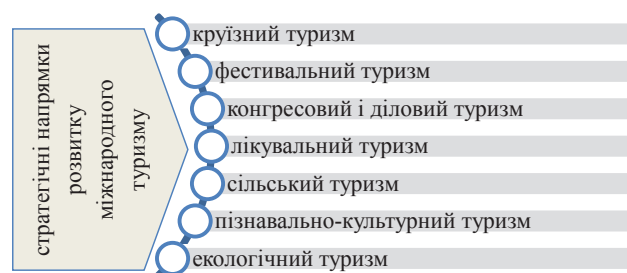 стратегічні напрямки
розвитку
міжнародного
туризму
круїзний туризм
фестивальний туризм
конгресовий і діловий туризм
лікувальний туризм
сільський туризм
пізнавально-культурний туризм
екологічний туризм